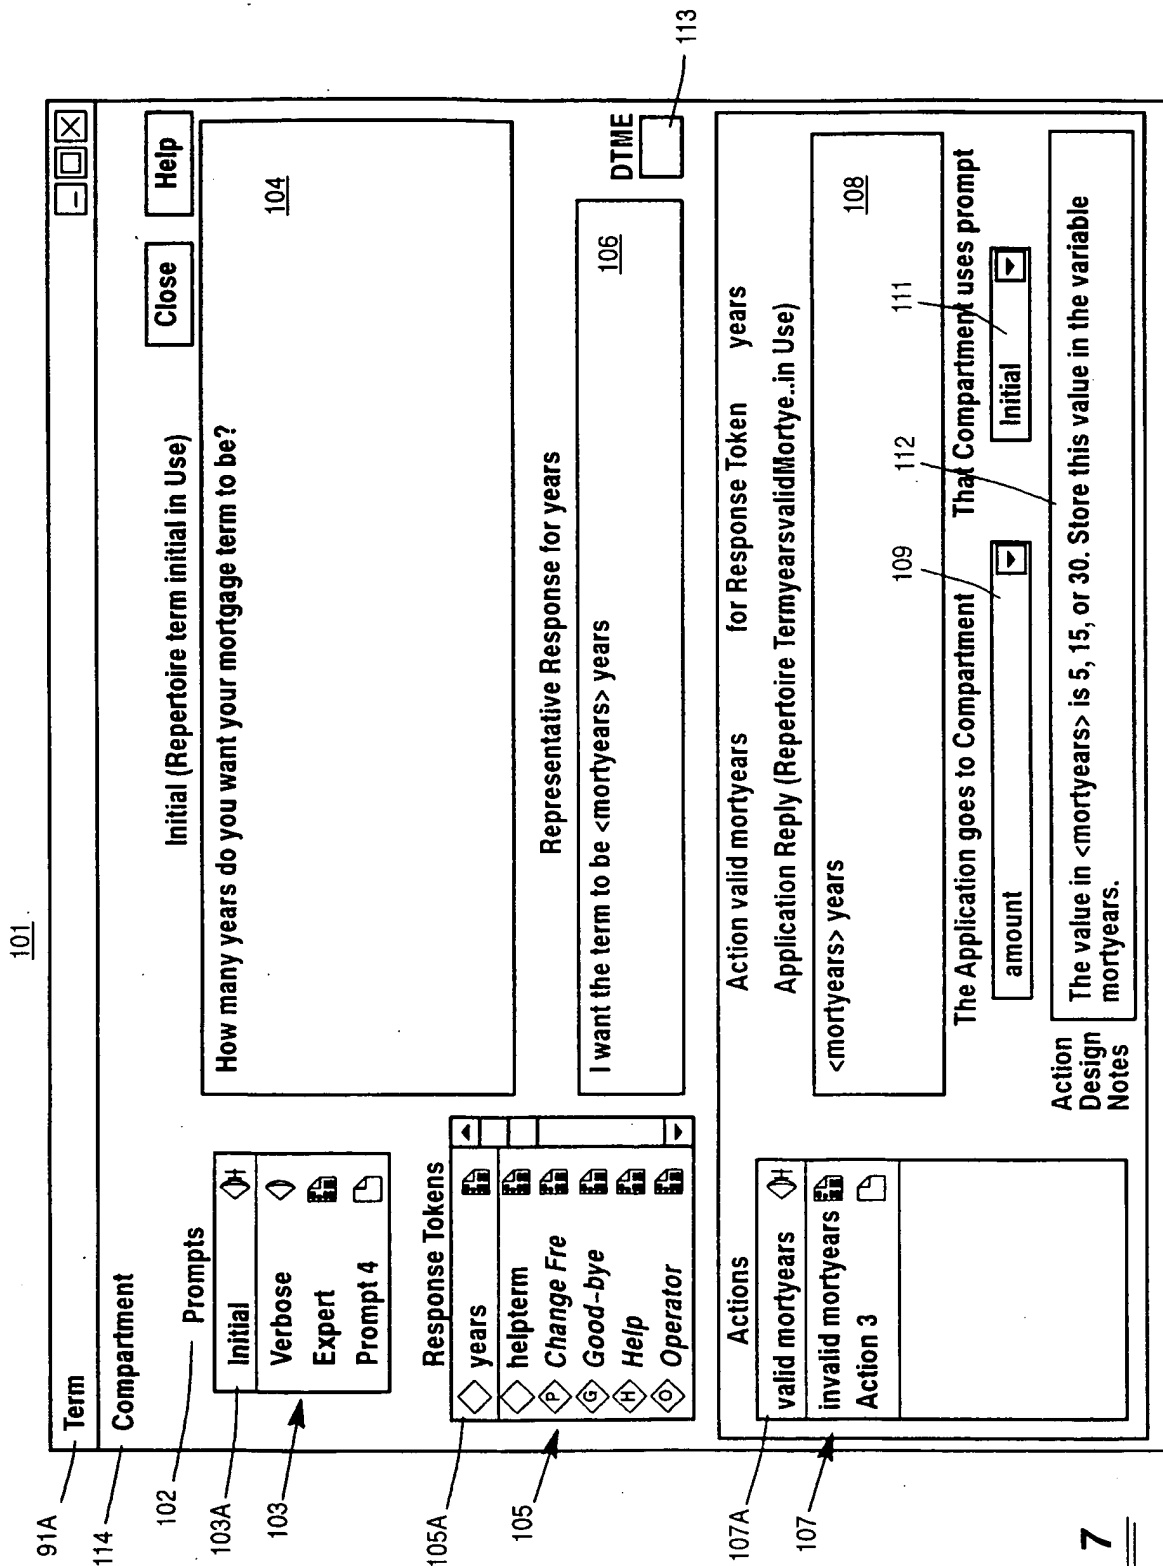 101
91A
Term
114
Compartment
Close
Help
102
Prompts
Initial (Repertoire term initial in Use)
103A
Initial
H
Verbose
Expert
Prompt 4
103
How many years do you want your mortgage term to be?
104
Response Tokens
Representative Response for years
DTME
113
105A
years
helpterm
P Change Fre
G Good-bye
H Help
O Operator
105
I want the term to be <mortyears> years
106
Actions
Action valid mortyears for Response Token years
Application Reply (Repertoire TermyearsvalidMortye..in Use)
107A
valid mortyears
H
invalid mortyears
Action 3
107
<mortyears> years
108
The Application goes to Compartment
That Compartment uses prompt
109
111
112
amount
Initial
Action
Design
Notes
The value in <mortyears> is 5, 15, or 30. Store this value in the variable
mortyears.
7